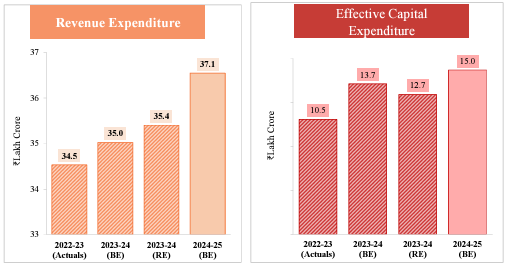 Revenue Expenditure
37
36
35
34
33
₹Lakh Crore
34.5
35.0
35.4
37.1
2022-23
(Actuals)
2023-24
(BE)
2023-24
(RE)
2024-25
(BE)
Effective Capital
Expenditure
₹Lakh Crore
10.5
13.7
12.7
15.0
2022-23
(Actuals)
2023-24
(BE)
2023-24
(RE)
2024-25
(BE)